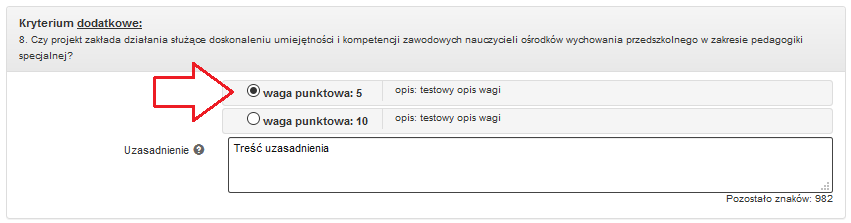 Kryterium dodatkowe:
8. Czy projekt zakłada działania służące doskonaleniu umiejętności i kompetencji zawodowych nauczycieli ośrodków wychowania przedszkolnego w zakresie pedagogiki
specjalnej?
waga punktowa: 5 opis: testowy opis wagi
waga punktowa: 10 opis: testowy opis wagi
Uzasadnienie ? Treść uzasadnienia
Pozostało znaków: 982